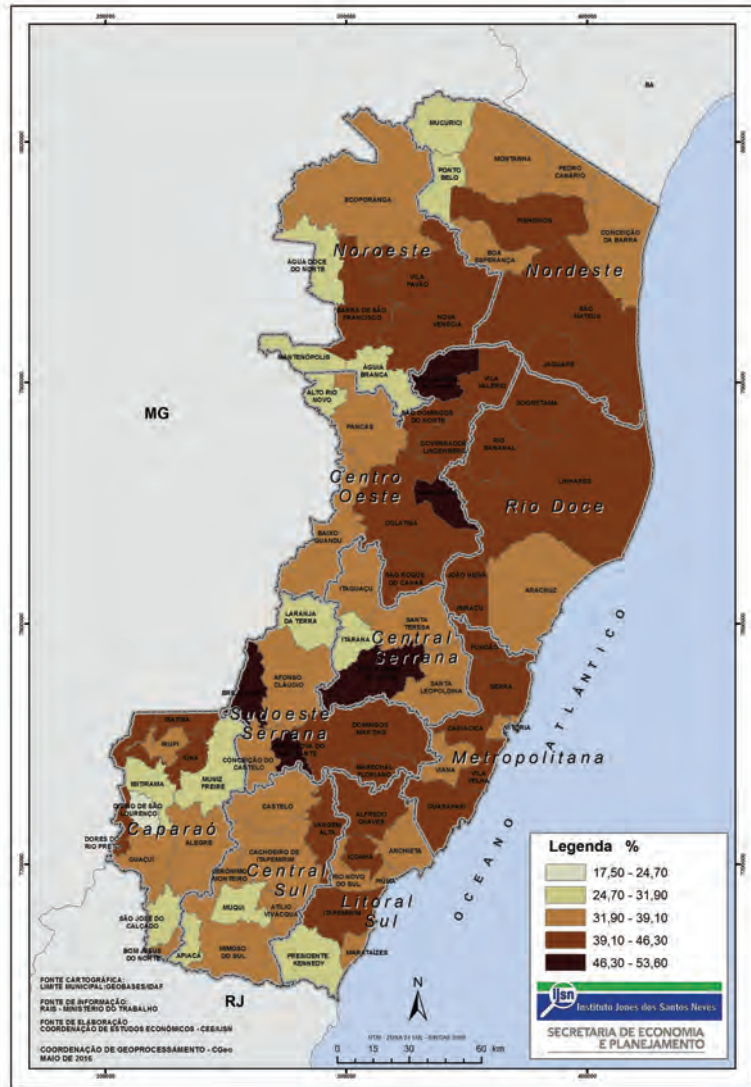 BA
MUCURICI
MONTANHA
PEDRO
CANÁRIO
PONTO
BELO
ECOPORANGA
PINHEIROS
CONCEIÇÃO
DA BARRA
BOA
ESPERANÇA
Noroeste
Nordeste
ÁGUA DOCE
DO NORTE
VILA
PAVÃO
BARRA DE SÃO
FRANCISCO
NOVA
VENÉCIA
SÃO
MATEUS
JAGUARÉ
MANTENÓPOLIS
ÁGUIA
BRANCA
VILA
VALÉRIO
ALTO RIO
NOVO
SÃO DOMINGOS
DO NORTE
SOORETAMA
MG
PANCAS
GOVERNADOR
LINDENBERG
RIO
BANANAL
LINHARES
Centro
Oeste
Rio Doce
COLATINA
BAIXO
GUANDU
SÃO ROQUE
DO CANAÃ
JOÃO NEIVA
ITAGUAÇU
ARACRUZ
IBIRAÇU
LARANJA
DA TERRA
ITARANA
SANTA
TERESA
Central
Serrana
FUNDÃO
AFONSO
CLÁUDIO
SANTA
LEOPOLDINA
SERRA
Sudoeste
Serrana
DOMINGOS
MARTINS
CARIACICA
VITÓRIA
Metropolitana
IBATIBA
IRUPI
IÚNA
CONCEIÇÃO DO
CASTELO
MARECHAL
FLORIANO
VIANA
VILA
VELHA
IBITIRAMA
MUNIZ
FREIRE
GUARAPARI
DIVINO DE SÃO
LOURENÇO
CASTELO
VARGEM
ALTA
ALFREDO
CHAVES
Caparaó
DORES DO
RIO PRETO
ALEGRE
GUAÇUÍ
CACHOEIRO DE
ITAPEMIRIM
ICONHA
ANCHIETA
JERÔNIMO
MONTEIRO
Central
Sul
RIO NOVO
DO SUL
PIÚMA
MUQUI
ATÍLIO
VIVÁCQUA
Litoral
Sul
ITAPEMIRIM
SÃO JOSÉ DO
CALÇADO
BOM JESUS
DO NORTE
APIACÁ
MIMOSO
DO SUL
PRESIDENTE
KENNEDY
MARATAÍZES
OCEANO ATLÂNTICO
RJ
N
0 15 30 60 km
FONTE CARTOGRÁFICA:
LIMITE MUNICIPAL:GEOBASES/IDAF
FONTE DE INFORMAÇÃO:
RAIS - MINISTÉRIO DO TRABALHO
FONTE DE ELABORAÇÃO
COORDENAÇÃO DE ESTUDOS ECONÔMICOS - CEE/IJSN
COORDENAÇÃO DE GEOPROCESSAMENTO - CGeo
MAIO DE 2016
Legenda %
17,50 - 24,70
24,70 - 31,90
31,90 - 39,10
39,10 - 46,30
46,30 - 53,60
ijsn
Instituto Jones dos Santos Neves
SECRETARIA DE ECONOMIA
E PLANEJAMENTO